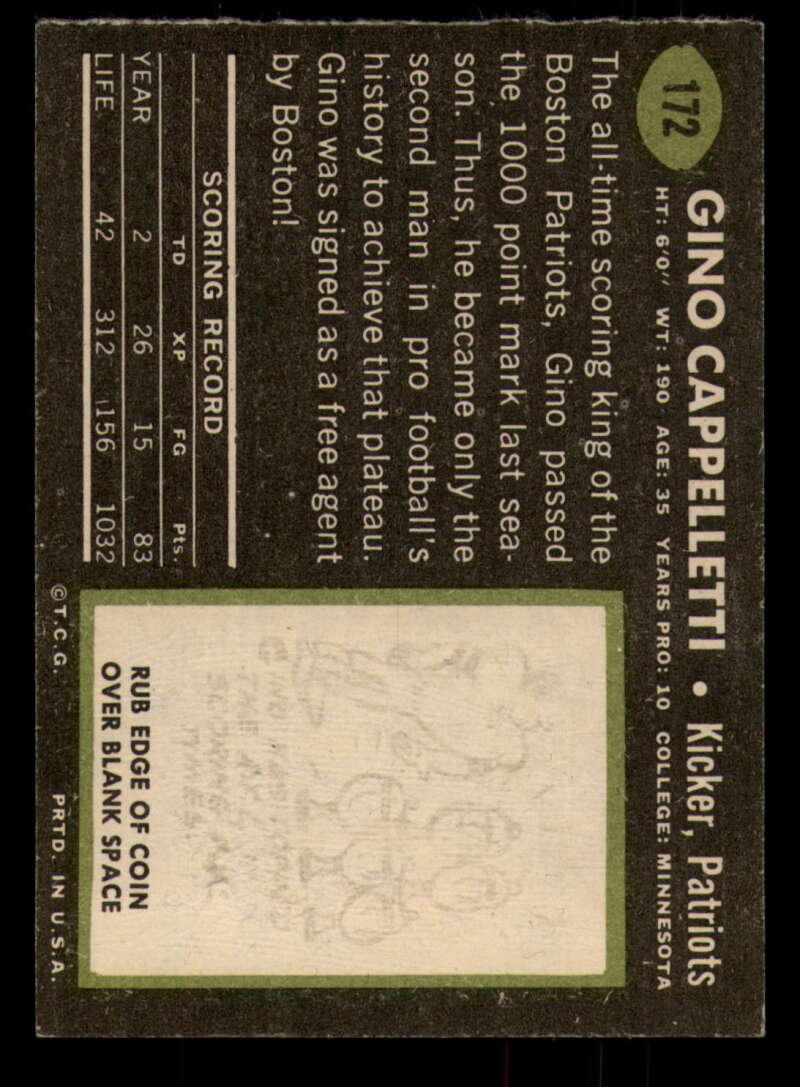 172
GINO CAPPELLETTI • Kicker, Patriots
HT: 6'0" WT: 190 AGE: 35 YEARS PRO: 10 COLLEGE: MINNESOTA
The all-time scoring king of the
Boston Patriots, Gino passed
the 1000 point mark last sea-
son. Thus, he became only the
second man in pro football's
history to achieve that plateau.
Gino was signed as a free agent
by Boston!
SCORING RECORD
TD XP FG Pts.
YEAR 2 26 15 83
LIFE 42 312 156 1032
RUB EDGE OF COIN
OVER BLANK SPACE
©T.C.G. PRTD. IN U.S.A.